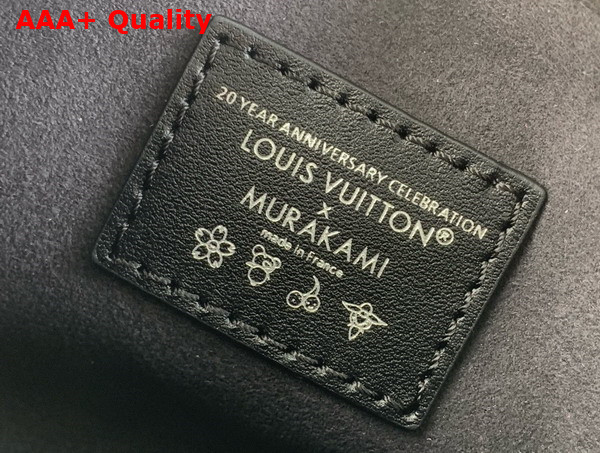 AAA+ Quality
20 YEAR ANNIVERSARY CELEBRATION
LOUIS VUITTON®
x
MURAKAMI
made in France